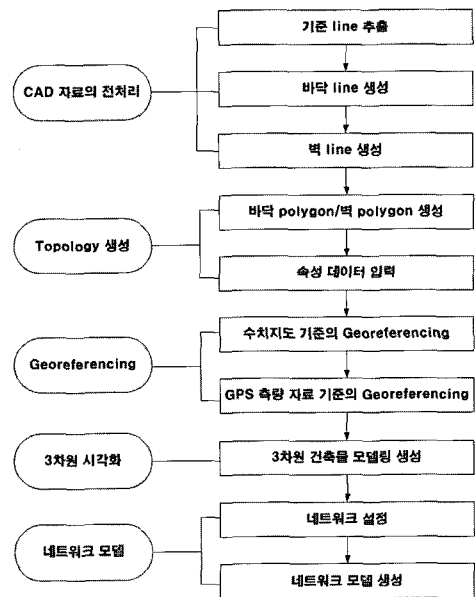 기준 line 추출
CAD 자료의 전처리
바닥 line 생성
벽 line 생성
바닥 polygon/벽 polygon 생성
Topology 생성
속성 데이터 입력
수치지도 기준의 Georeferencing
Georeferencing
GPS 측량 자료 기준의 Georeferencing
3차원 시각화
3차원 건축물 모델링 생성
네트워크 설정
네트워크 모델
네트워크 모델 생성